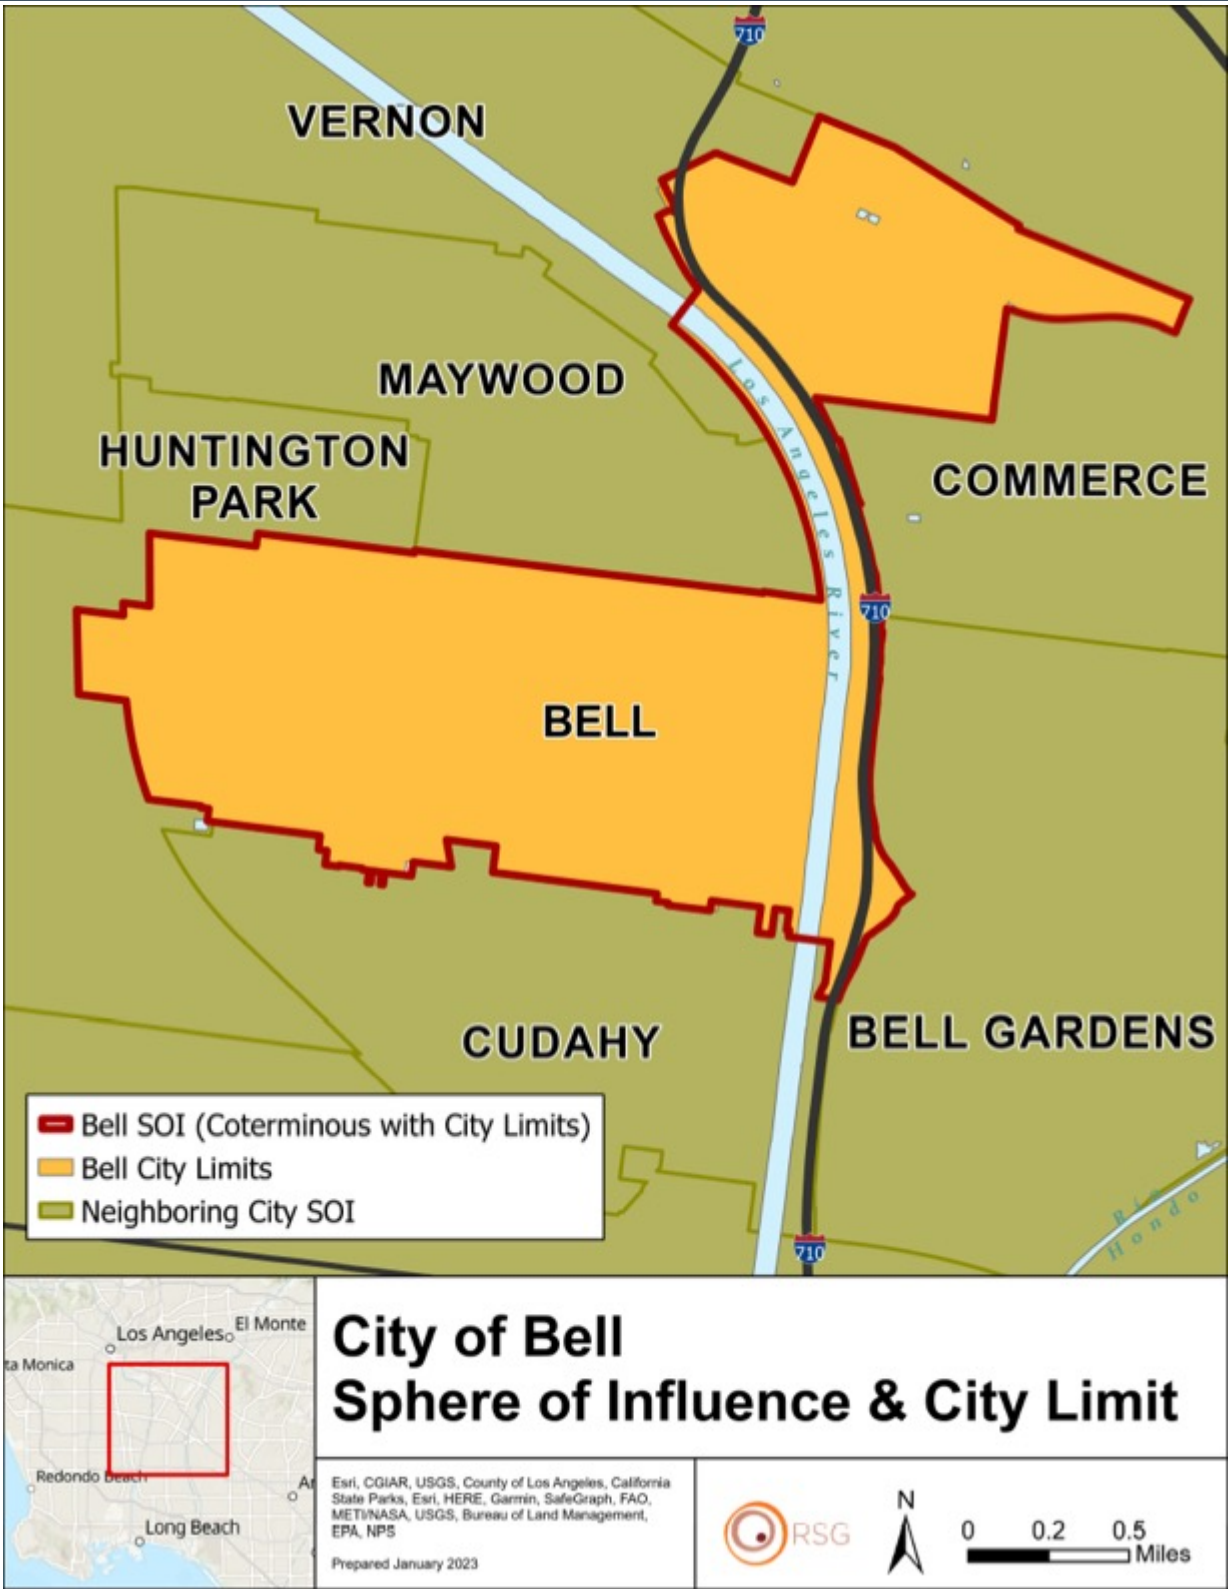 710
VERNON
MAYWOOD
HUNTINGTON
PARK
Los Angeles River
COMMERCE
710
BELL
CUDAHY
BELL GARDENS
Bell SOI (Coterminous with City Limits)
Bell City Limits
Neighboring City SOI
Rio
Hondo
710
Los Angeles
El Monte
ta Monica
Redondo Beach
Ar
Long Beach
City of Bell
Sphere of Influence & City Limit
Esri, CGIAR, USGS, County of Los Angeles, California
State Parks, Esri, HERE, Garmin, SafeGraph, FAO,
METI/NASA, USGS, Bureau of Land Management,
EPA, NPS
Prepared January 2023
RSG
N
0 0.2 0.5
Miles